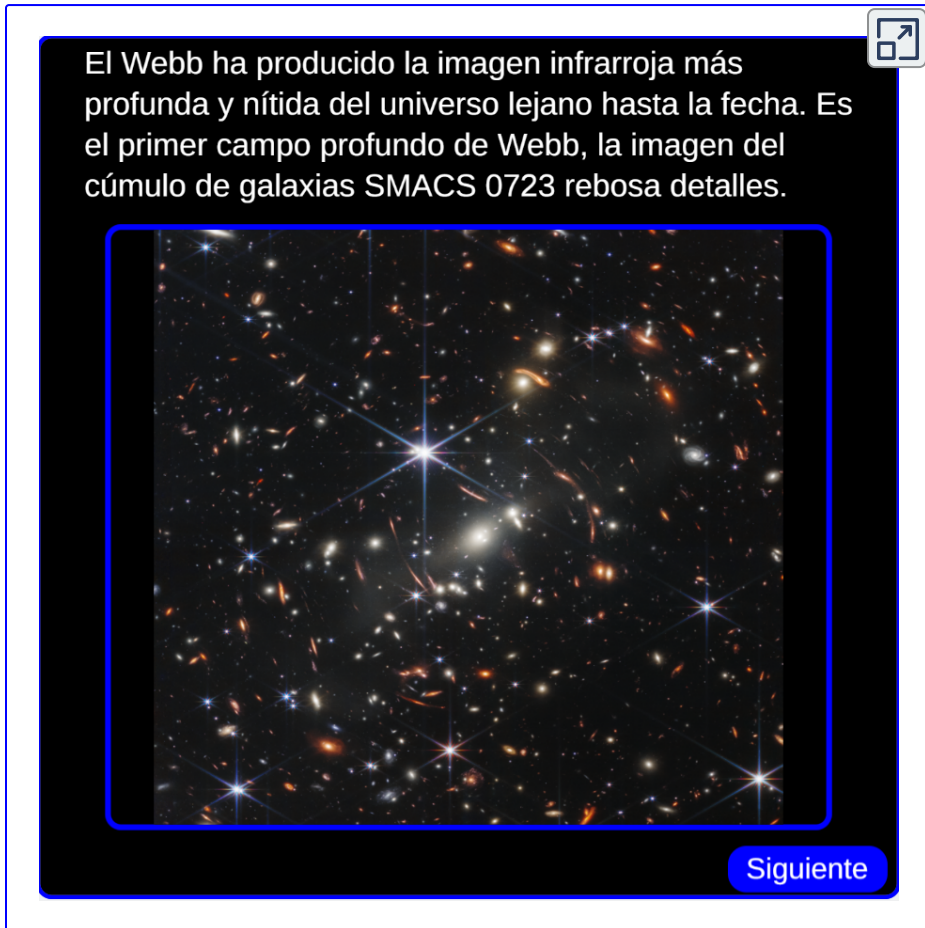 El Webb ha producido la imagen infrarroja más
profunda y nítida del universo lejano hasta la fecha. Es
el primer campo profundo de Webb, la imagen del
cúmulo de galaxias SMACS 0723 rebosa detalles.
Siguiente